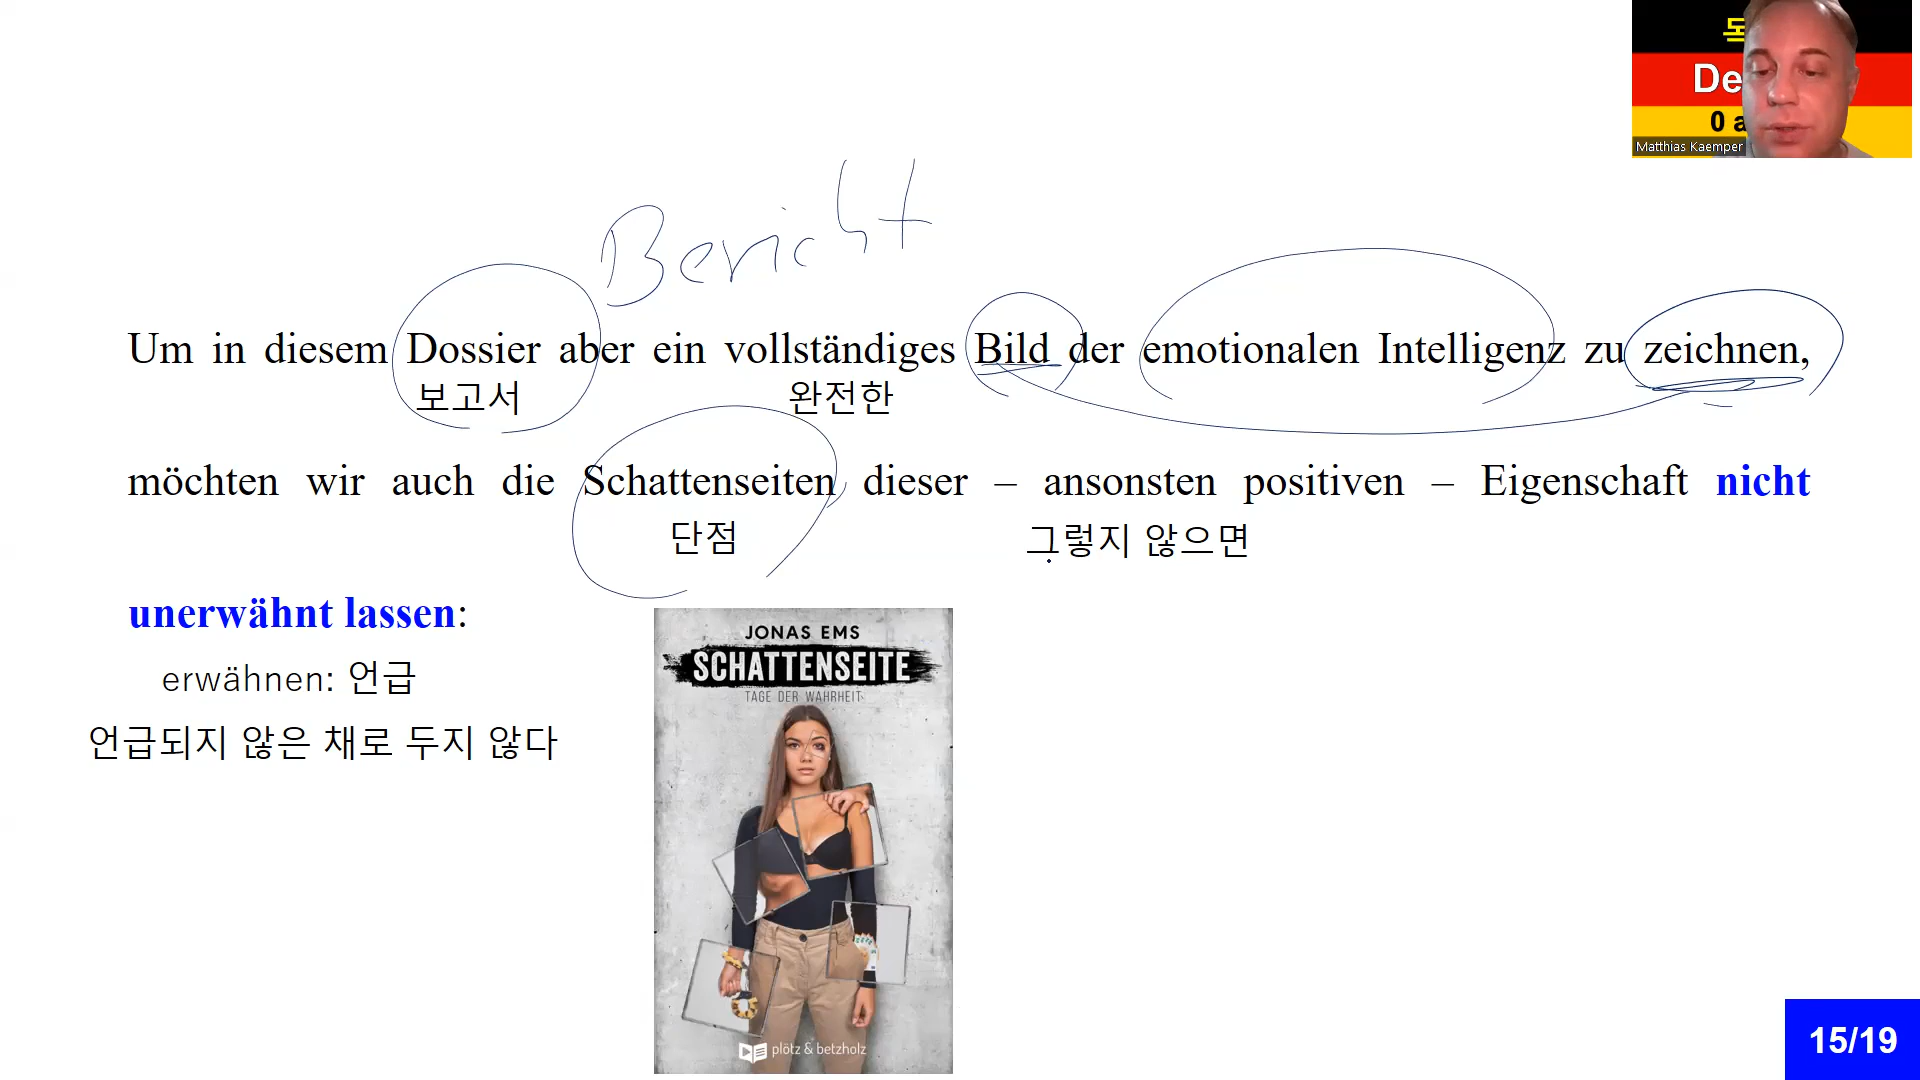 독
De
0 a
Matthias Kaemper
Bericht
Um in diesem Dossier aber ein vollständiges Bild der emotionalen Intelligenz zu zeichnen,
보고서 완전한
möchten wir auch die Schattenseiten dieser – ansonsten positiven – Eigenschaft nicht
단점 그렇지 않으면
unerwähnt lassen:
erwähnen: 언급
언급되지 않은 채로 두지 않다
JONAS EMS
SCHATTENSEITE
TAGE DER WAHRHEIT
plötz & betzholz
15/19